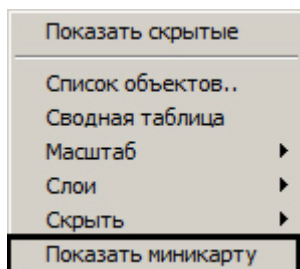 Показать скрытые
Список объектов..
Сводная таблица
Масштаб
Слои
Скрыть
Показать миникарту